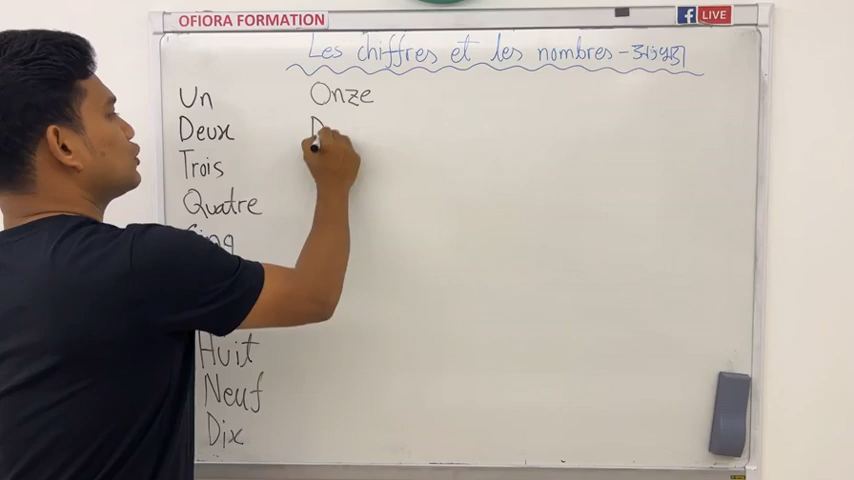 OFIORA FORMATION
LIVE
Les chiffres et les nombres -
Un
Deux
Trois
Quatre
Cinq
Huit
Neuf
Dix
Onze
D